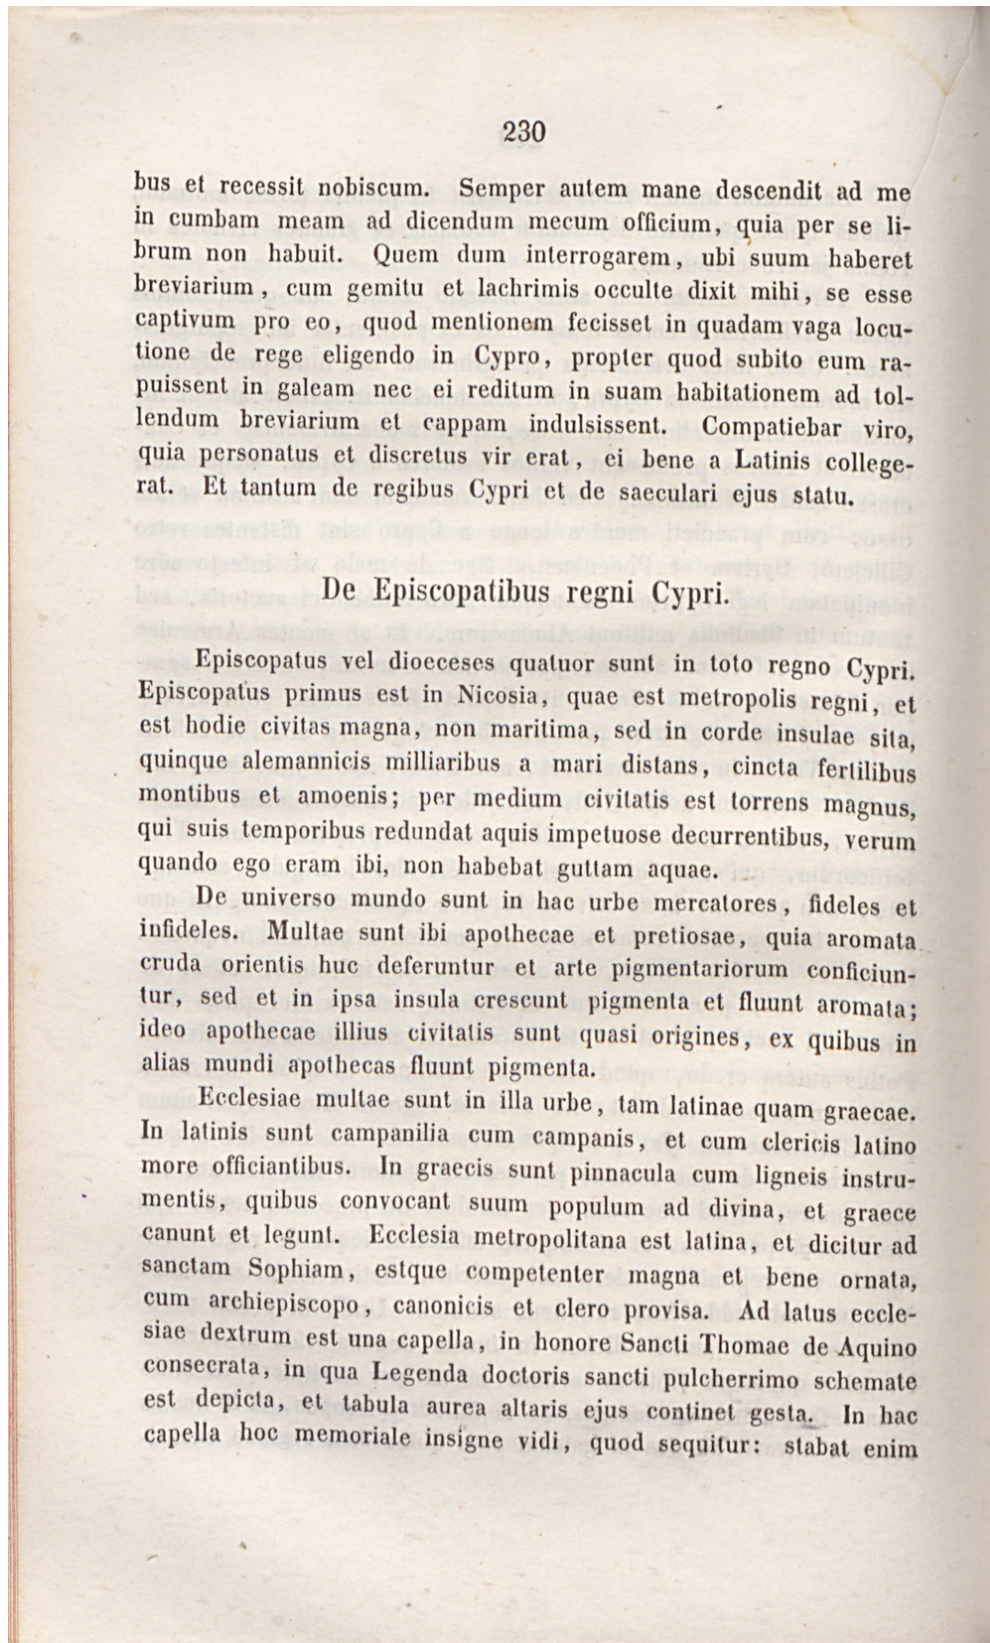 230
bus et recessit nobiscum. Semper autem mane descendit ad me
in cumbam meam ad dicendum mecum officium, quia per se li-
brum non habuit. Quem dum interrogarem, ubi suum haberet
breviarium, cum gemitu et lachrimis occulte dixit mihi, se esse
captivum pro eo, quod mentionem fecisset in quadam vaga locu-
tione de rege eligendo in Cypro, propter quod subito eum ra-
puissent in galeam nec ei reditum in suam habitationem ad tol-
lendum breviarium et cappam indulsissent. Compatiebar viro,
quia personatus et discretus vir erat, ei bene a Latinis college-
rat. Et tantum de regibus Cypri et de saeculari ejus statu.
De Episcopatibus regni Cypri.
Episcopatus vel dioeceses quatuor sunt in toto regno Cypri.
Episcopatus primus est in Nicosia, quae est metropolis regni, et
est hodie civitas magna, non maritima, sed in corde insulae sita,
quinque alemannicis milliaribus a mari distans, cincta fertilibus
montibus et amoenis; per medium civitatis est torrens magnus,
qui suis temporibus redundat aquis impetuose decurrentibus, verum
quando ego eram ibi, non habebat guttam aquae.
De universo mundo sunt in hac urbe mercatores, fideles et
infideles. Multae sunt ibi apothecae et pretiosae, quia aromata
cruda orientis huc deferuntur et arte pigmentariorum conficiun-
tur, sed et in ipsa insula crescunt pigmenta et fluunt aromata;
ideo apothecae illius civitatis sunt quasi origines, ex quibus in
alias mundi apothecas fluunt pigmenta.
Ecclesiae multae sunt in illa urbe, tam latinae quam graecae.
In latinis sunt campanilia cum campanis, et cum clericis latino
more officiantibus. In graecis sunt pinnacula cum ligneis instru-
mentis, quibus convocant suum populum ad divina, et graece
canunt et legunt. Ecclesia metropolitana est latina, et dicitur ad
sanctam Sophiam, estque competenter magna et bene ornata,
cum archiepiscopo, canonicis et clero provisa. Ad latus eccle-
siae dextrum est una capella, in honore Sancti Thomae de Aquino
consecrata, in qua Legenda doctoris sancti pulcherrimo schemate
est depicta, et tabula aurea altaris ejus continet gesta. In hac
capella hoc memoriale insigne vidi, quod sequitur: stabat enim